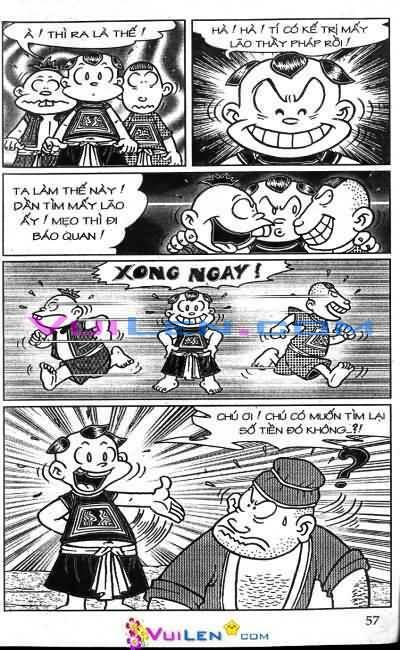 À! THÌ RA LÀ THẾ!
HÀ! HÀ! TÍ CÓ KẾ TRỊ MẤY
LÃO THẦY PHÁP RỒI!
TA LÀM THẾ NÀY!
DẦN TÌM MẤY LÃO
ẤY! MẸO THÌ ĐI
BÁO QUAN!
XONG NGAY!
VUILEN.COM
CHÚ ƠI! CHÚ CÓ MUỐN TÌM LẠI
SỐ TIỀN ĐÓ KHÔNG..?!
?
57
VUILEN.COM